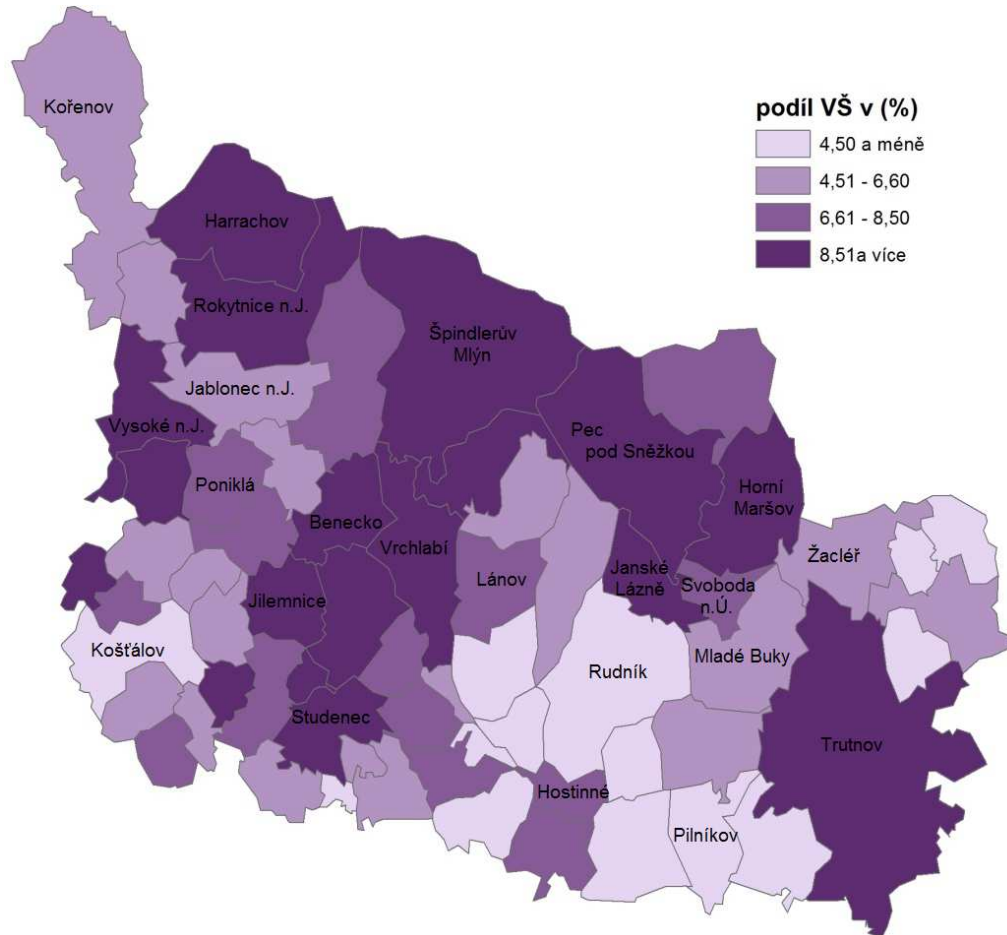 podíl VŠ v (%)
4,50 a méně
4,51 - 6,60
6,61 - 8,50
8,51a více
Kořenov
Harrachov
Rokytnice n.J.
Špindlerův
Mlýn
Jablonec n.J.
Vysoké n.J.
Pec
pod Sněžkou
Poniklá
Horní
Maršov
Benecko
Vrchlabí
Žacléř
Lánov
Janské
Lázně
Svoboda
n.Ú.
Jilemnice
Košťálov
Rudník
Mladé Buky
Studenec
Trutnov
Hostinné
Pilníkov